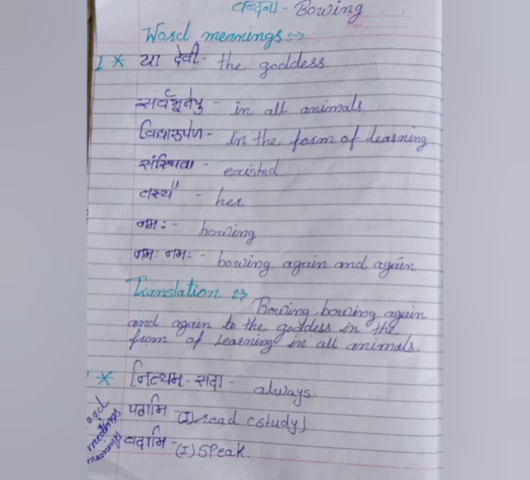 वन्दना - Bowing
Word meanings :->
I * या देवी - the goddess
सर्वभूतेषु - in all animals
विद्यारूपेण - in the form of learning
संस्थिता - existed
तस्यै - her
नमः - bowing
नमः नमः - bowing again and again
Translation :->
Bowing bowing again
and again to the goddess in the
from of Learning in all animals.
* नित्यम् - सदा - always
पठामि - (I) read (study)
वदामि - (I) Speak.
word meanings